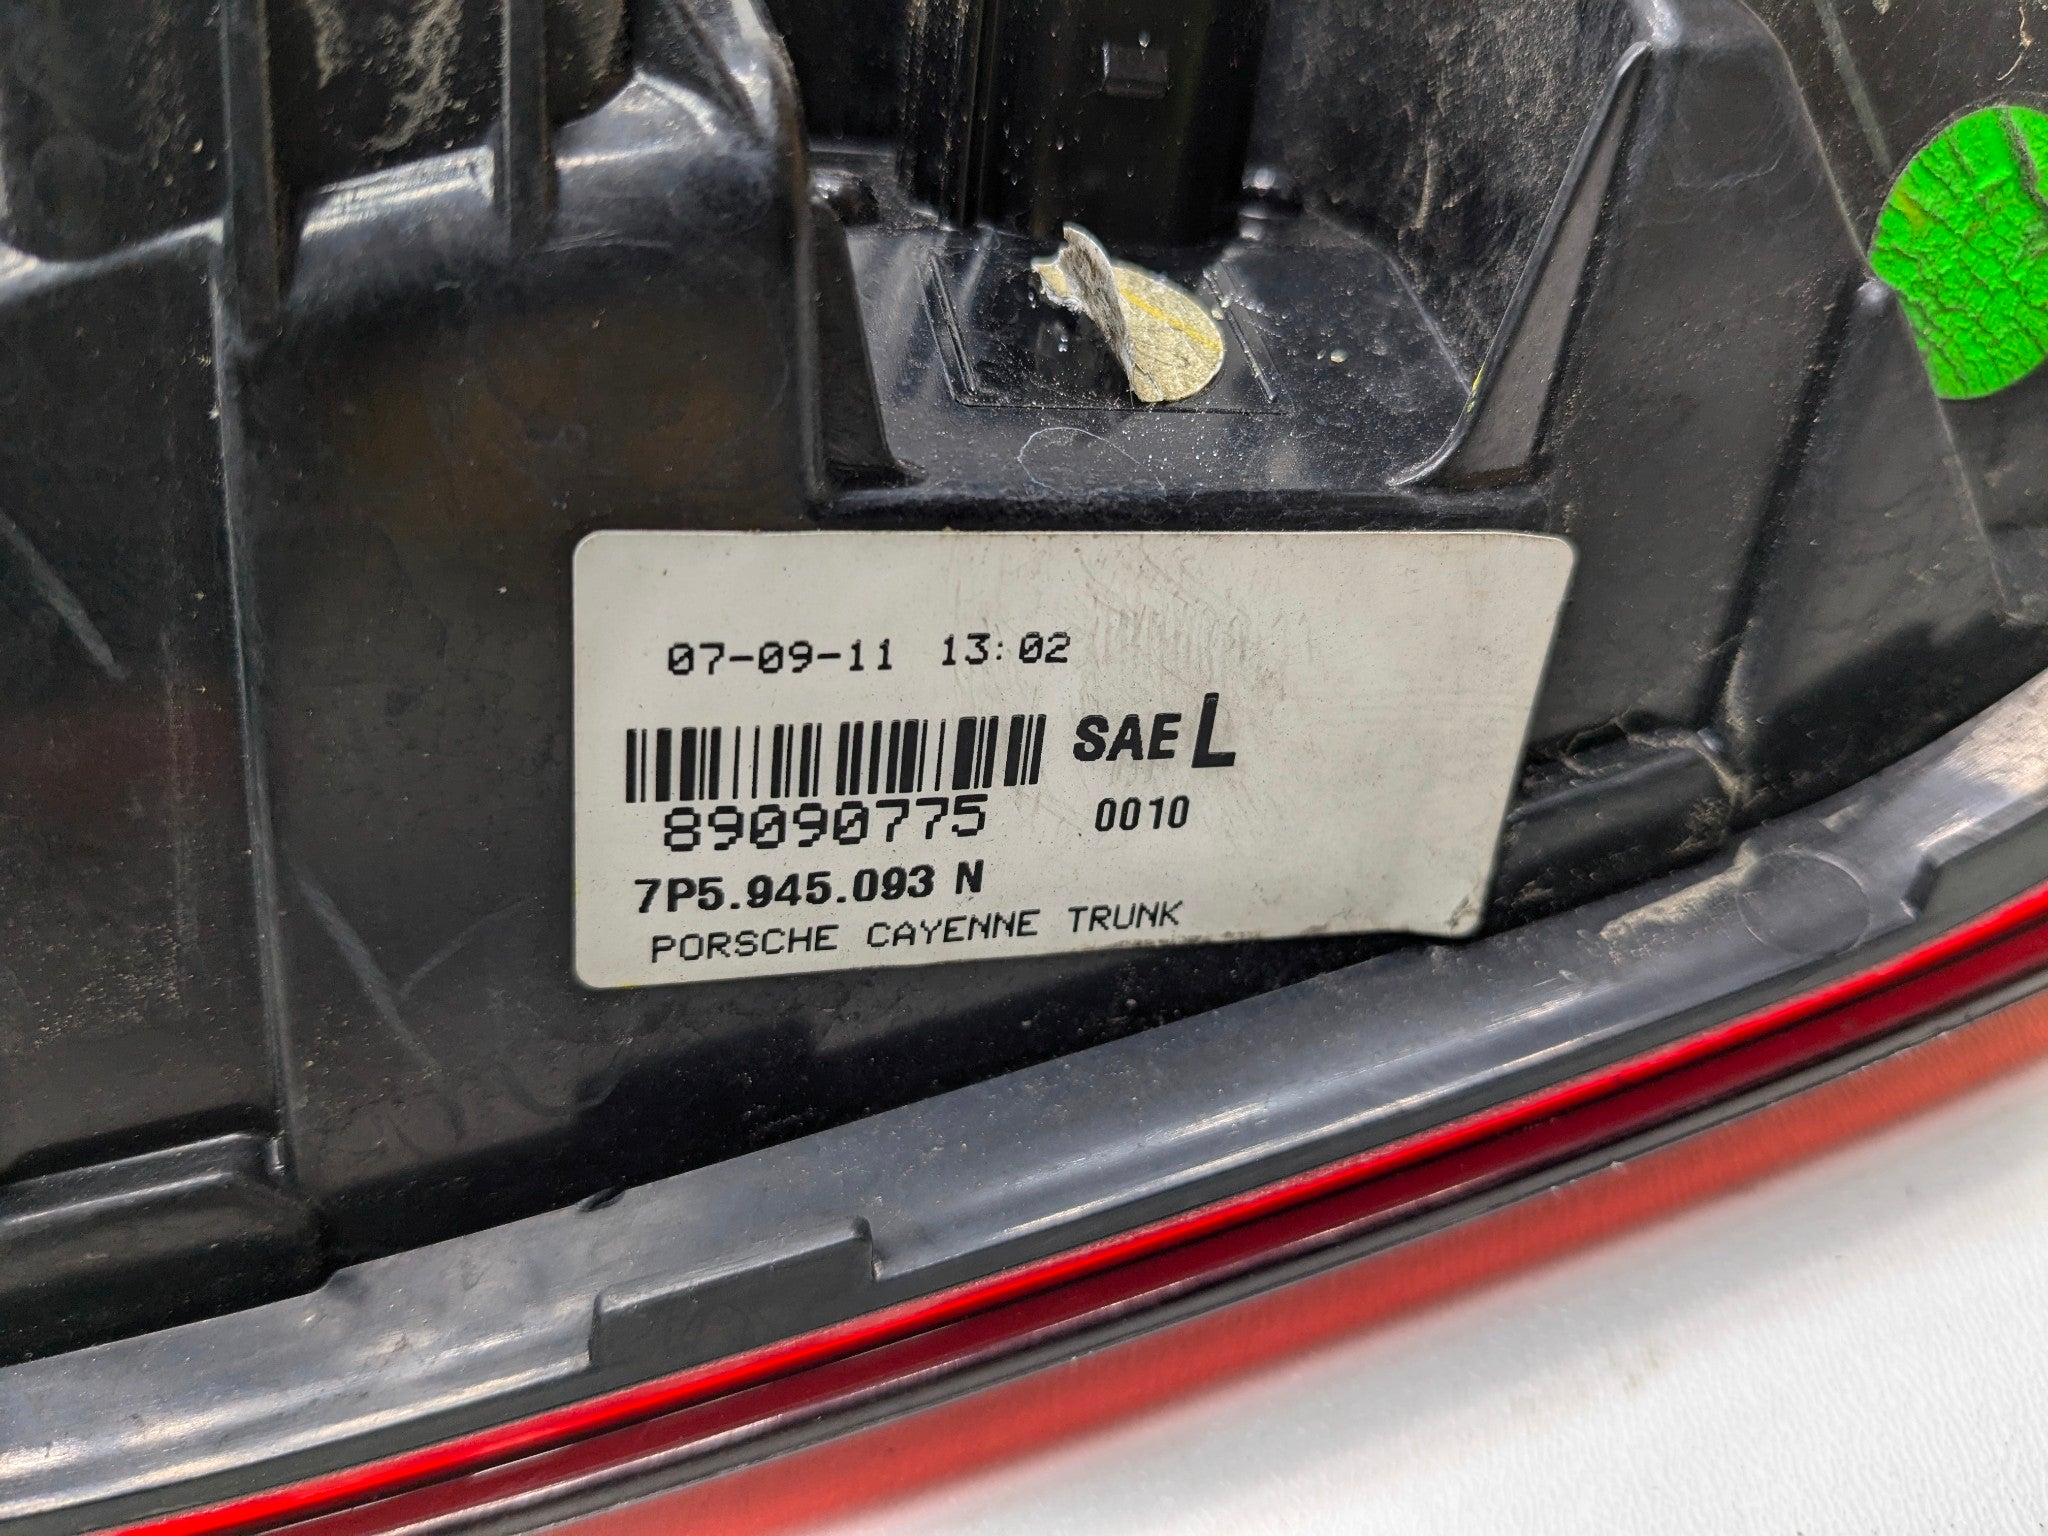 07-09-11 13:02
SAE L
89090775 0010
7P5.945.093 N
PORSCHE CAYENNE TRUNK